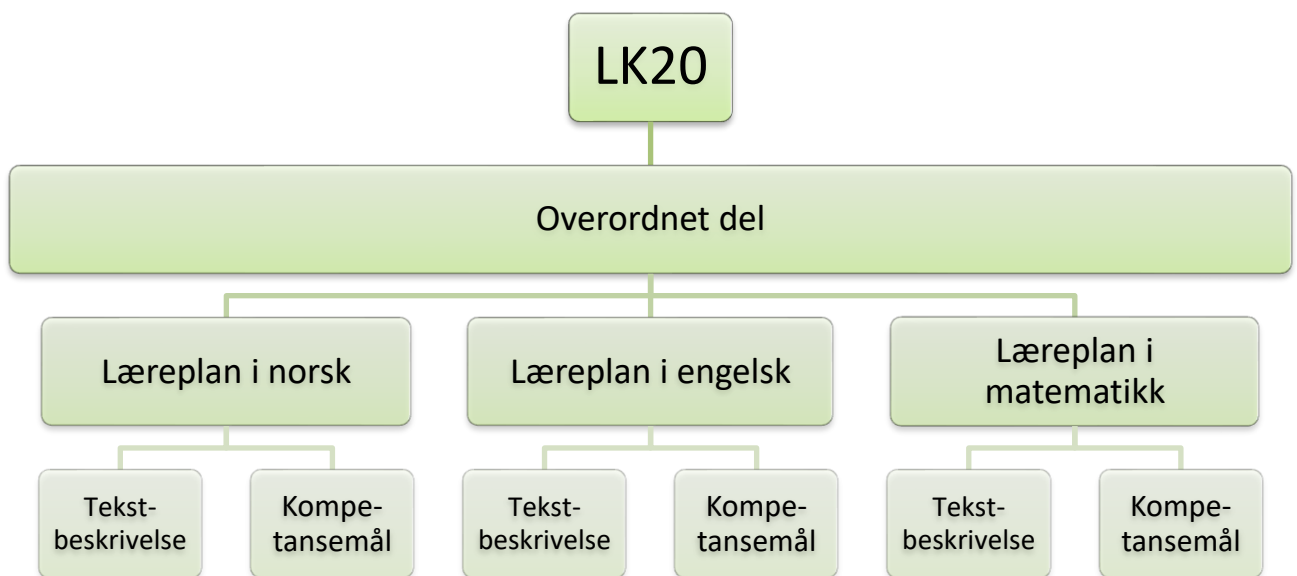 LK20
Overordnet del
Læreplan i norsk
Læreplan i engelsk
Læreplan i
matematikk
Tekst-
beskrivelse
Kompe-
tansemål
Tekst-
beskrivelse
Kompe-
tansemål
Tekst-
beskrivelse
Kompe-
tansemål